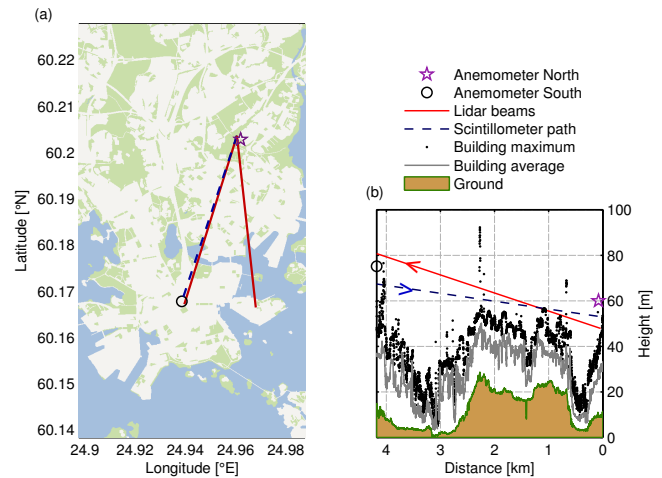 (a)
60.22
60.21
60.2
60.19
60.18
60.17
60.16
60.15
60.14
Latitude [°N]
24.9 24.92 24.94 24.96 24.98
Longitude [°E]
Anemometer North
Anemometer South
Lidar beams
Scintillometer path
Building maximum
Building average
Ground
(b)
100
80
60
40
20
0
Height [m]
4 3 2 1 0
Distance [km]